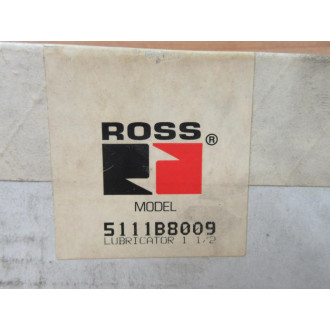 ROSS®
MODEL
5111B8009
LUBRICATOR 1 1/2